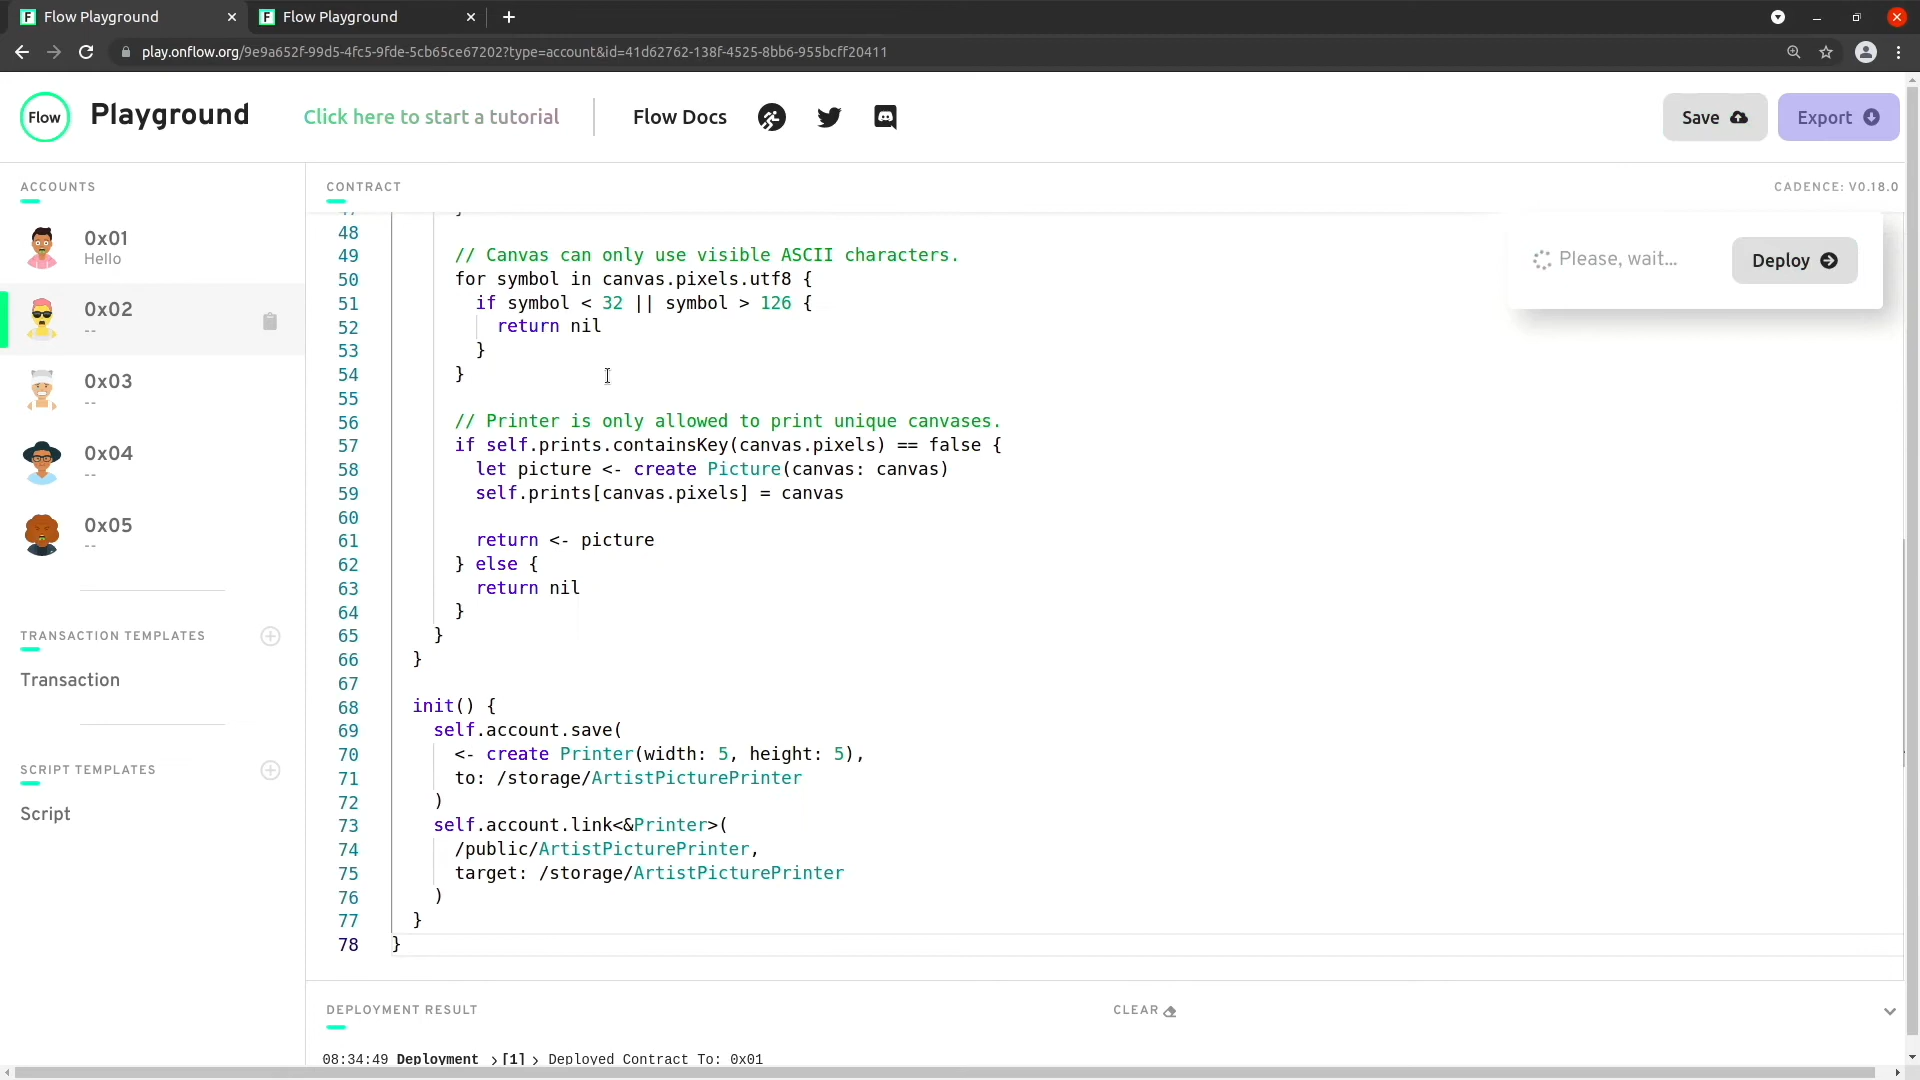 Flow Playground
Flow Playground
play.onflow.org/9e9a652f-99d5-4fc5-9fde-5cb65ce67202?type=account&id=41d62762-138f-4525-8bb6-955bcff20411
Flow
Playground
Click here to start a tutorial
Flow Docs
Save
Export
ACCOUNTS
0x01
Hello
0x02
--
0x03
--
0x04
--
0x05
--
TRANSACTION TEMPLATES
Transaction
SCRIPT TEMPLATES
Script
CONTRACT
CADENCE: V0.18.0
Please, wait...
Deploy
48
49 // Canvas can only use visible ASCII characters.
50 for symbol in canvas.pixels.utf8 {
51 if symbol < 32 || symbol > 126 {
52 return nil
53 }
54 }
55
56 // Printer is only allowed to print unique canvases.
57 if self.prints.containsKey(canvas.pixels) == false {
58 let picture <- create Picture(canvas: canvas)
59 self.prints[canvas.pixels] = canvas
60
61 return <- picture
62 } else {
63 return nil
64 }
65 }
66 }
67
68 init() {
69 self.account.save(
70 <- create Printer(width: 5, height: 5),
71 to: /storage/ArtistPicturePrinter
72 )
73 self.account.link<&Printer>(
74 /public/ArtistPicturePrinter,
75 target: /storage/ArtistPicturePrinter
76 )
77 }
78 }
DEPLOYMENT RESULT
CLEAR
08:34:49 Deployment >[1]> Deployed Contract To: 0x01